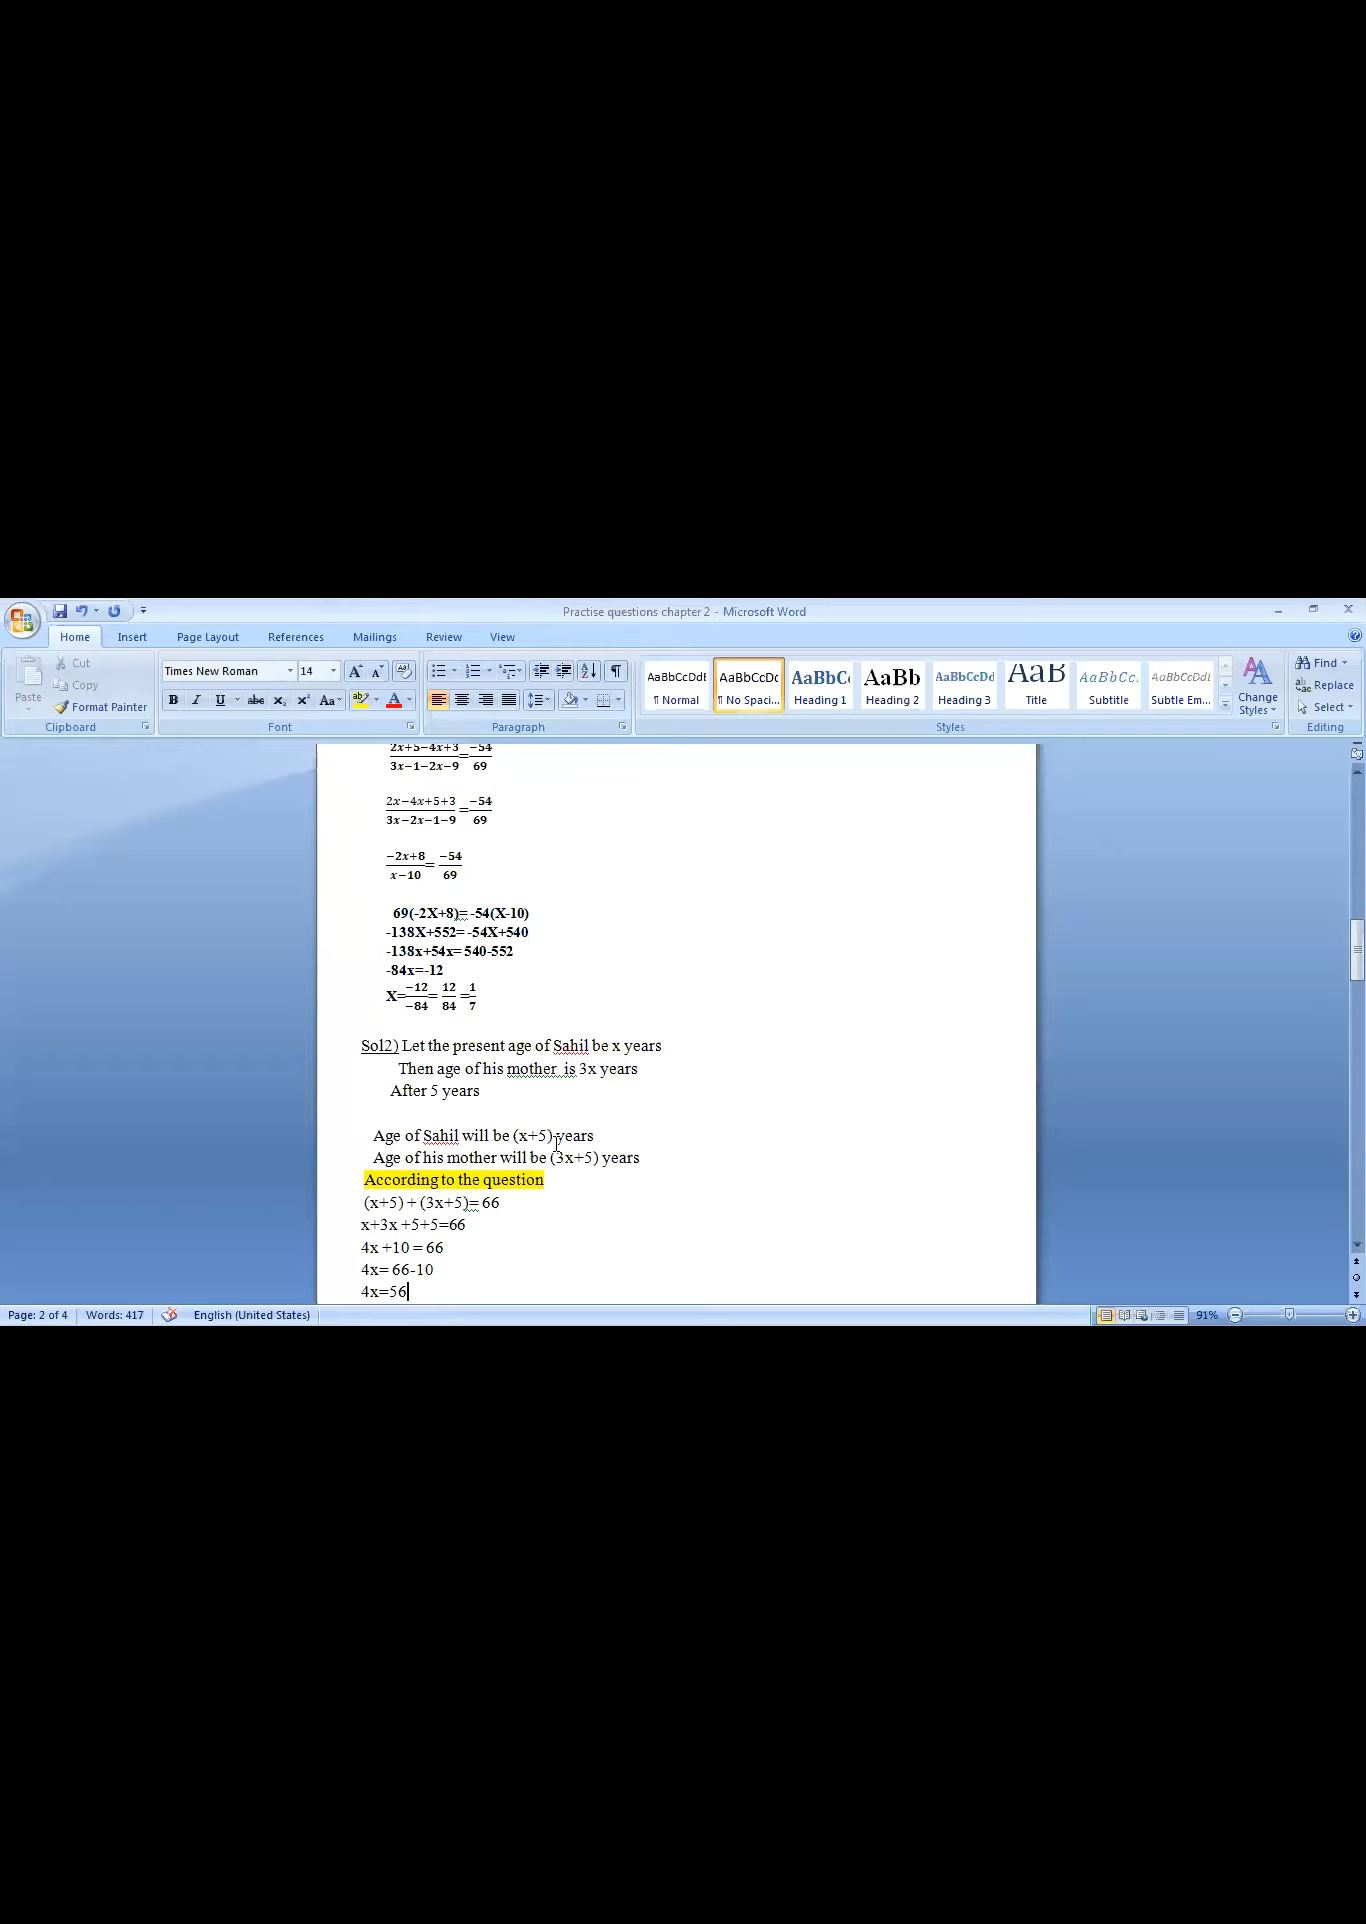 Practise questions chapter 2 - Microsoft Word
Home Insert Page Layout References Mailings Review View
Cut
Copy
Paste
Format Painter
Clipboard
Times New Roman 14
Font
Paragraph
AaBbCcDdE AaBbCcDc AaBbC AaBb AaBbCcDd AaB AaBbCc. AaBbCcDdE
¶ Normal ¶ No Spaci... Heading 1 Heading 2 Heading 3 Title Subtitle Subtle Em...
Change Styles
Styles
Find
Replace
Select
Editing
2x+5−4x+3/3x−1−2x−9=−54/69
2x−4x+5+3/3x−2x−1−9=−54/69
−2x+8/x−10= −54/69
69(-2X+8)= -54(X-10)
-138X+552= -54X+540
-138x+54x= 540-552
-84x=-12
X=−12/−84= 12/84=1/7
Sol2) Let the present age of Sahil be x years
Then age of his mother is 3x years
After 5 years
Age of Sahil will be (x+5) years
Age of his mother will be (3x+5) years
According to the question
(x+5) + (3x+5)= 66
x+3x +5+5=66
4x +10 = 66
4x= 66-10
4x=56
Page: 2 of 4 Words: 417 English (United States) 91%